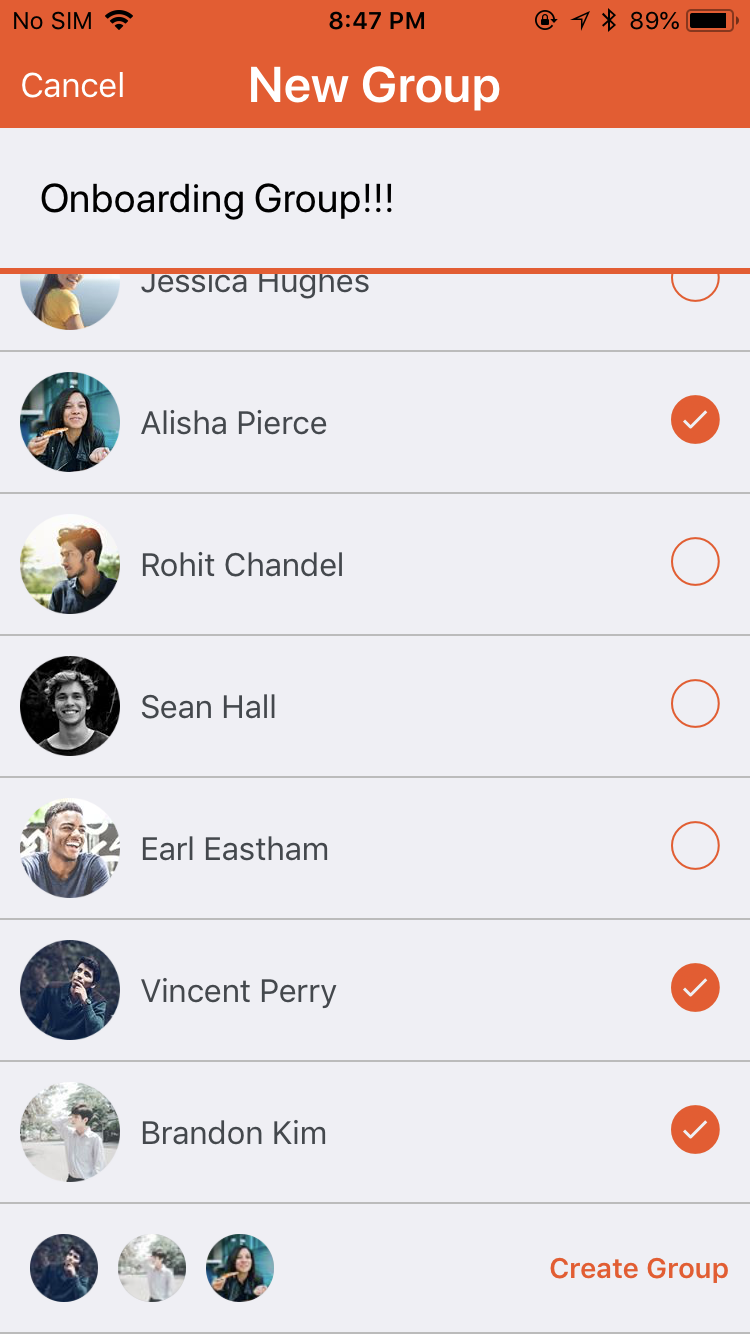 No SIM 8:47 PM 89%
Cancel New Group
Onboarding Group!!!
Jessica Hughes
Alisha Pierce
Rohit Chandel
Sean Hall
Earl Eastham
Vincent Perry
Brandon Kim
Create Group